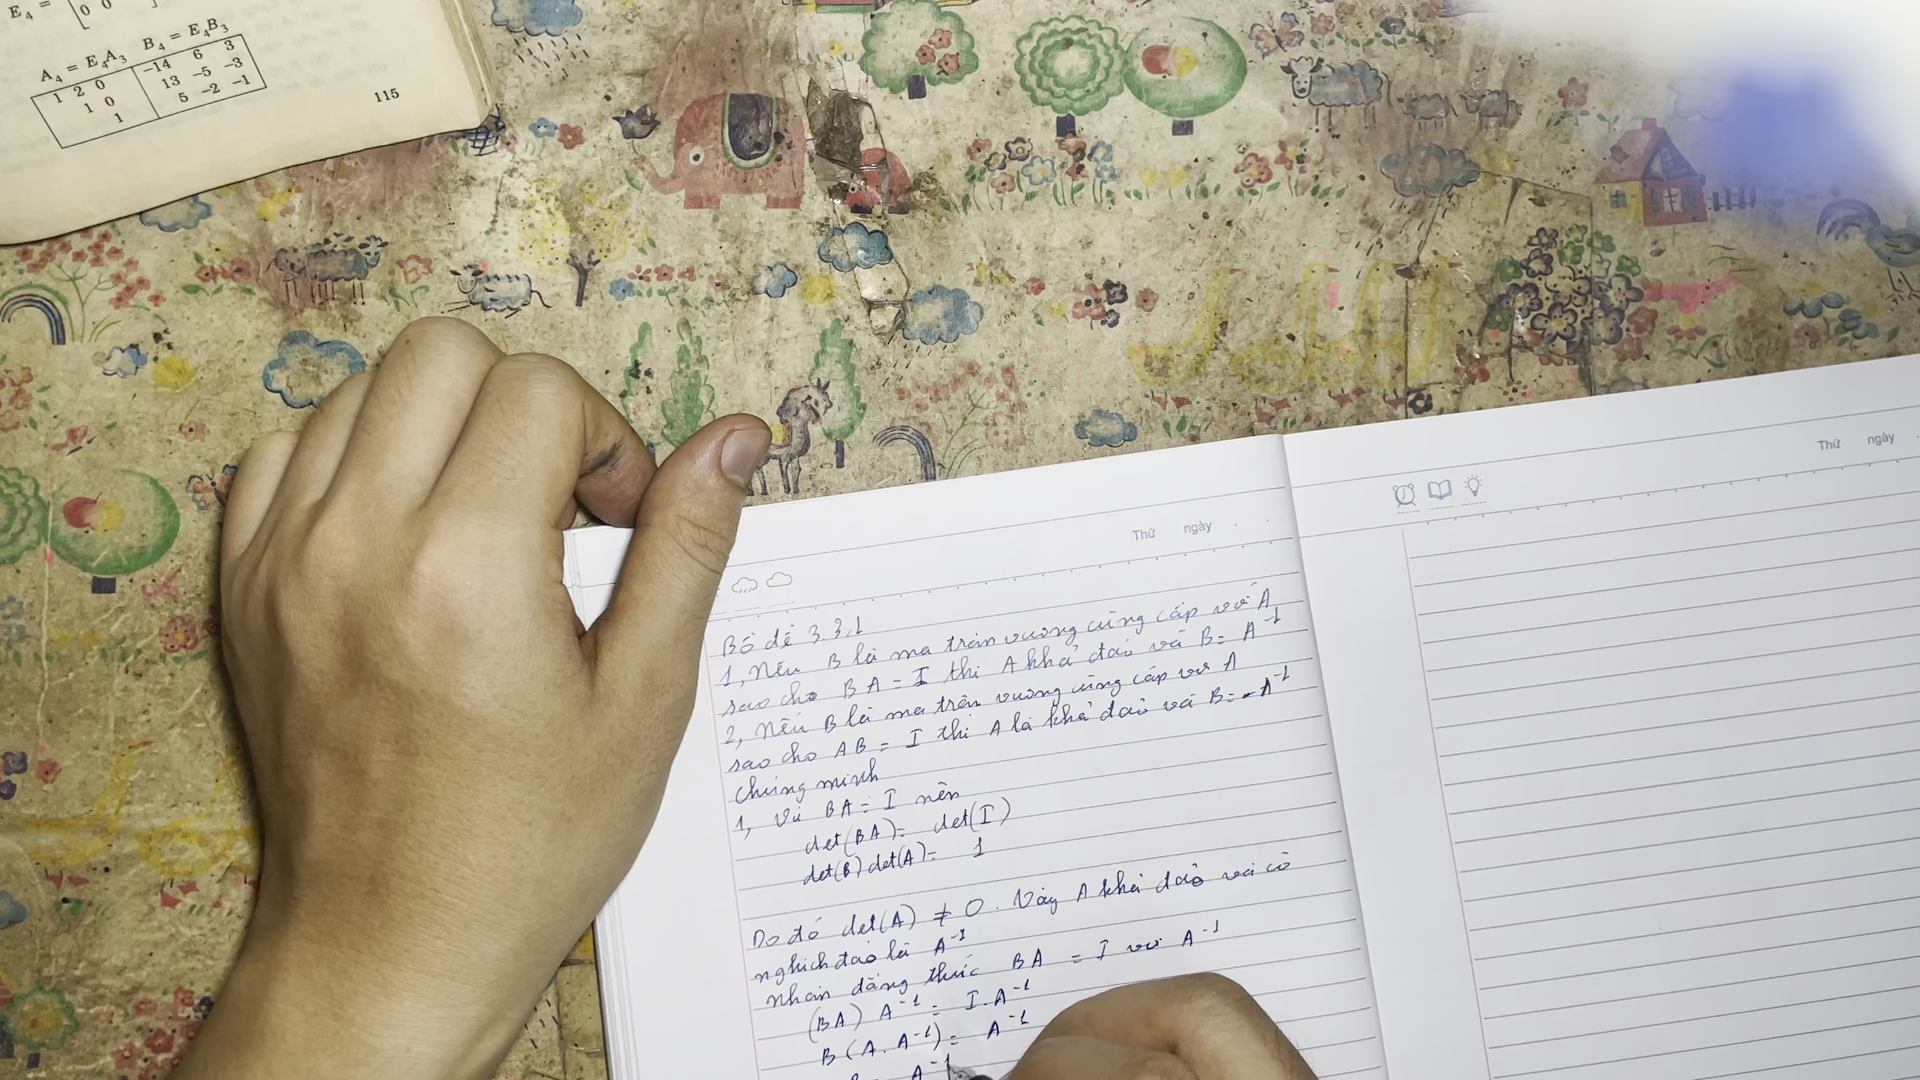 E₄ =
0 0
A₄ = E₄A₃ B₄ = E₄B₃
1 2 0 -14 6 3
1 0 13 -5 -3
1 5 -2 -1
115
Thứ ngày
Thứ ngày
Bổ đề 3.3.1
1, Nếu B là ma trận vuông cùng cấp với A
sao cho BA = I thì A khả đảo và B = A⁻¹
2, Nếu B là ma trận vuông cùng cấp với A
sao cho AB = I thì A là khả đảo và B = A⁻¹
Chứng minh
1, Vì BA = I nên
det(BA) = det(I)
det(B) det(A) = 1
Do đó det(A) ≠ 0. Vậy A khả đảo và có
nghịch đảo là A⁻¹
nhân đẳng thức BA = I với A⁻¹
(BA) A⁻¹ = I.A⁻¹
B(A.A⁻¹) = A⁻¹
A⁻¹